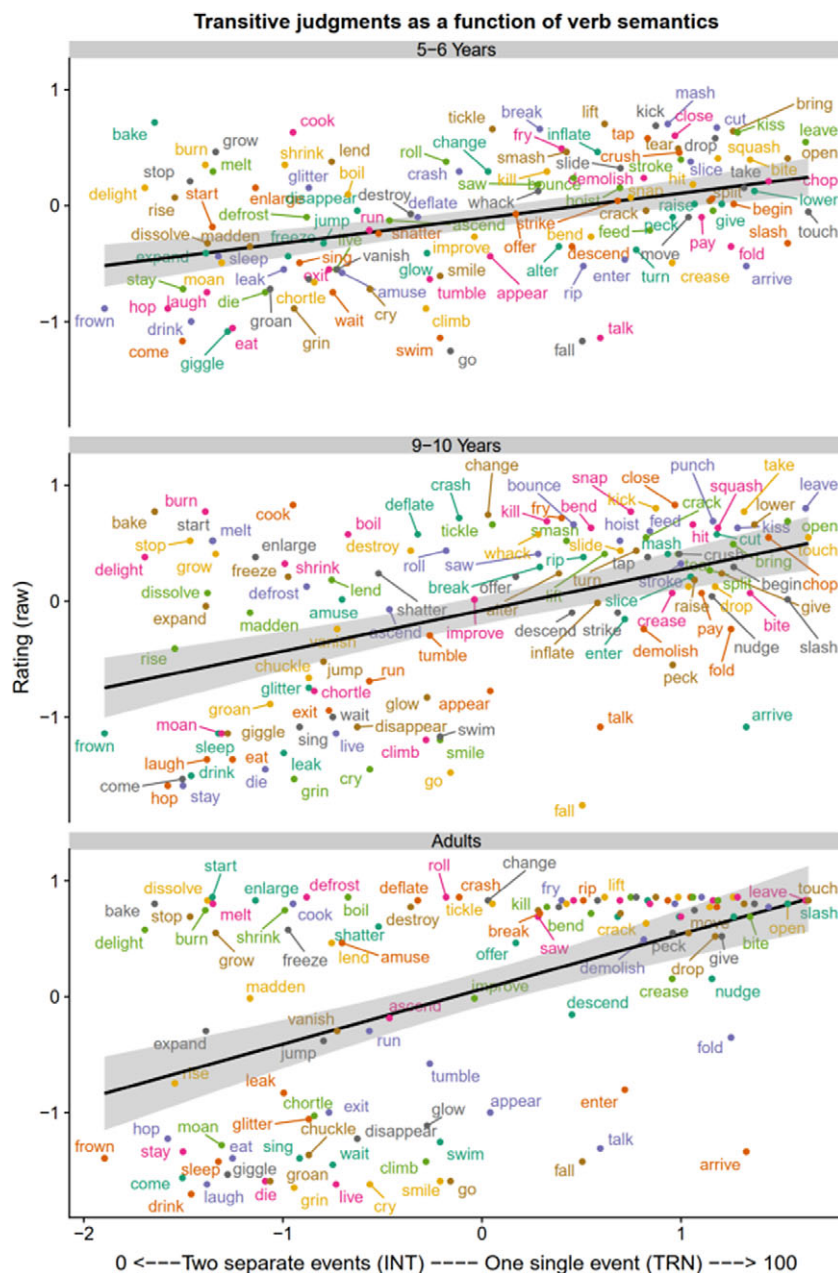 Transitive judgments as a function of verb semantics
5−6 Years
1
0
−1
bake
cook
tickle
break
lift
kick
mash
close
cut
bring
kiss
leave
burn
grow
shrink
lend
roll
change
fry
inflate
tap
tear
drop
stop
melt
glitter
boil
crash
smash
slide
crush
slice
squash
open
delight
start
enlarge
disappear
destroy
saw
kill
bounce
demolish
hit
take
bite
chop
rise
defrost
jump
run
deflate
whack
hoist
snap
split
lower
dissolve
madden
freeze
live
shatter
ascend
strike
crack
raise
give
begin
touch
expand
sleep
sing
vanish
improve
offer
bend
feed
peck
pay
slash
stay
moan
leak
exit
glow
smile
alter
descend
move
fold
hop
laugh
die
chortle
amuse
tumble
appear
rip
enter
turn
crease
arrive
frown
drink
groan
wait
cry
climb
come
giggle
eat
grin
swim
go
fall
talk
Rating (raw)
9−10 Years
1
0
−1
change
close
punch
take
burn
crash
bounce
snap
squash
leave
bake
start
cook
boil
deflate
kill
fry
bend
kick
crack
lower
stop
melt
enlarge
destroy
tickle
smash
hoist
feed
kiss
open
delight
grow
shrink
roll
saw
whack
slide
mash
cut
touch
freeze
rip
tap
crush
bring
dissolve
defrost
lend
break
offer
turn
stroke
split
begin
chop
expand
amuse
shatter
alter
lift
slice
drop
give
madden
ascend
improve
crease
raise
bite
rise
vanish
tumble
descend
strike
pay
nudge
slash
chuckle
jump
run
inflate
enter
demolish
fold
glitter
chortle
glow
appear
peck
groan
exit
wait
disappear
swim
talk
arrive
frown
moan
giggle
sing
live
climb
smile
sleep
laugh
eat
leak
come
drink
die
grin
cry
go
hop
stay
fall
Adults
1
0
−1
start
roll
change
dissolve
enlarge
defrost
deflate
crash
fry
rip
lift
leave
touch
bake
melt
cook
boil
tickle
kill
stop
destroy
break
bend
crack
move
slash
delight
burn
shrink
shatter
saw
peck
open
grow
freeze
lend
amuse
offer
demolish
drop
give
bite
madden
improve
crease
nudge
vanish
ascend
descend
expand
jump
run
fold
rise
tumble
leak
chortle
exit
glow
appear
enter
hop
moan
glitter
chuckle
disappear
talk
frown
stay
eat
sing
wait
swim
sleep
giggle
groan
climb
fall
arrive
come
laugh
die
grin
live
cry
smile
go
drink
−2
−1
0
1
0 <−−−Two separate events (INT) −−−− One single event (TRN) −−−> 100